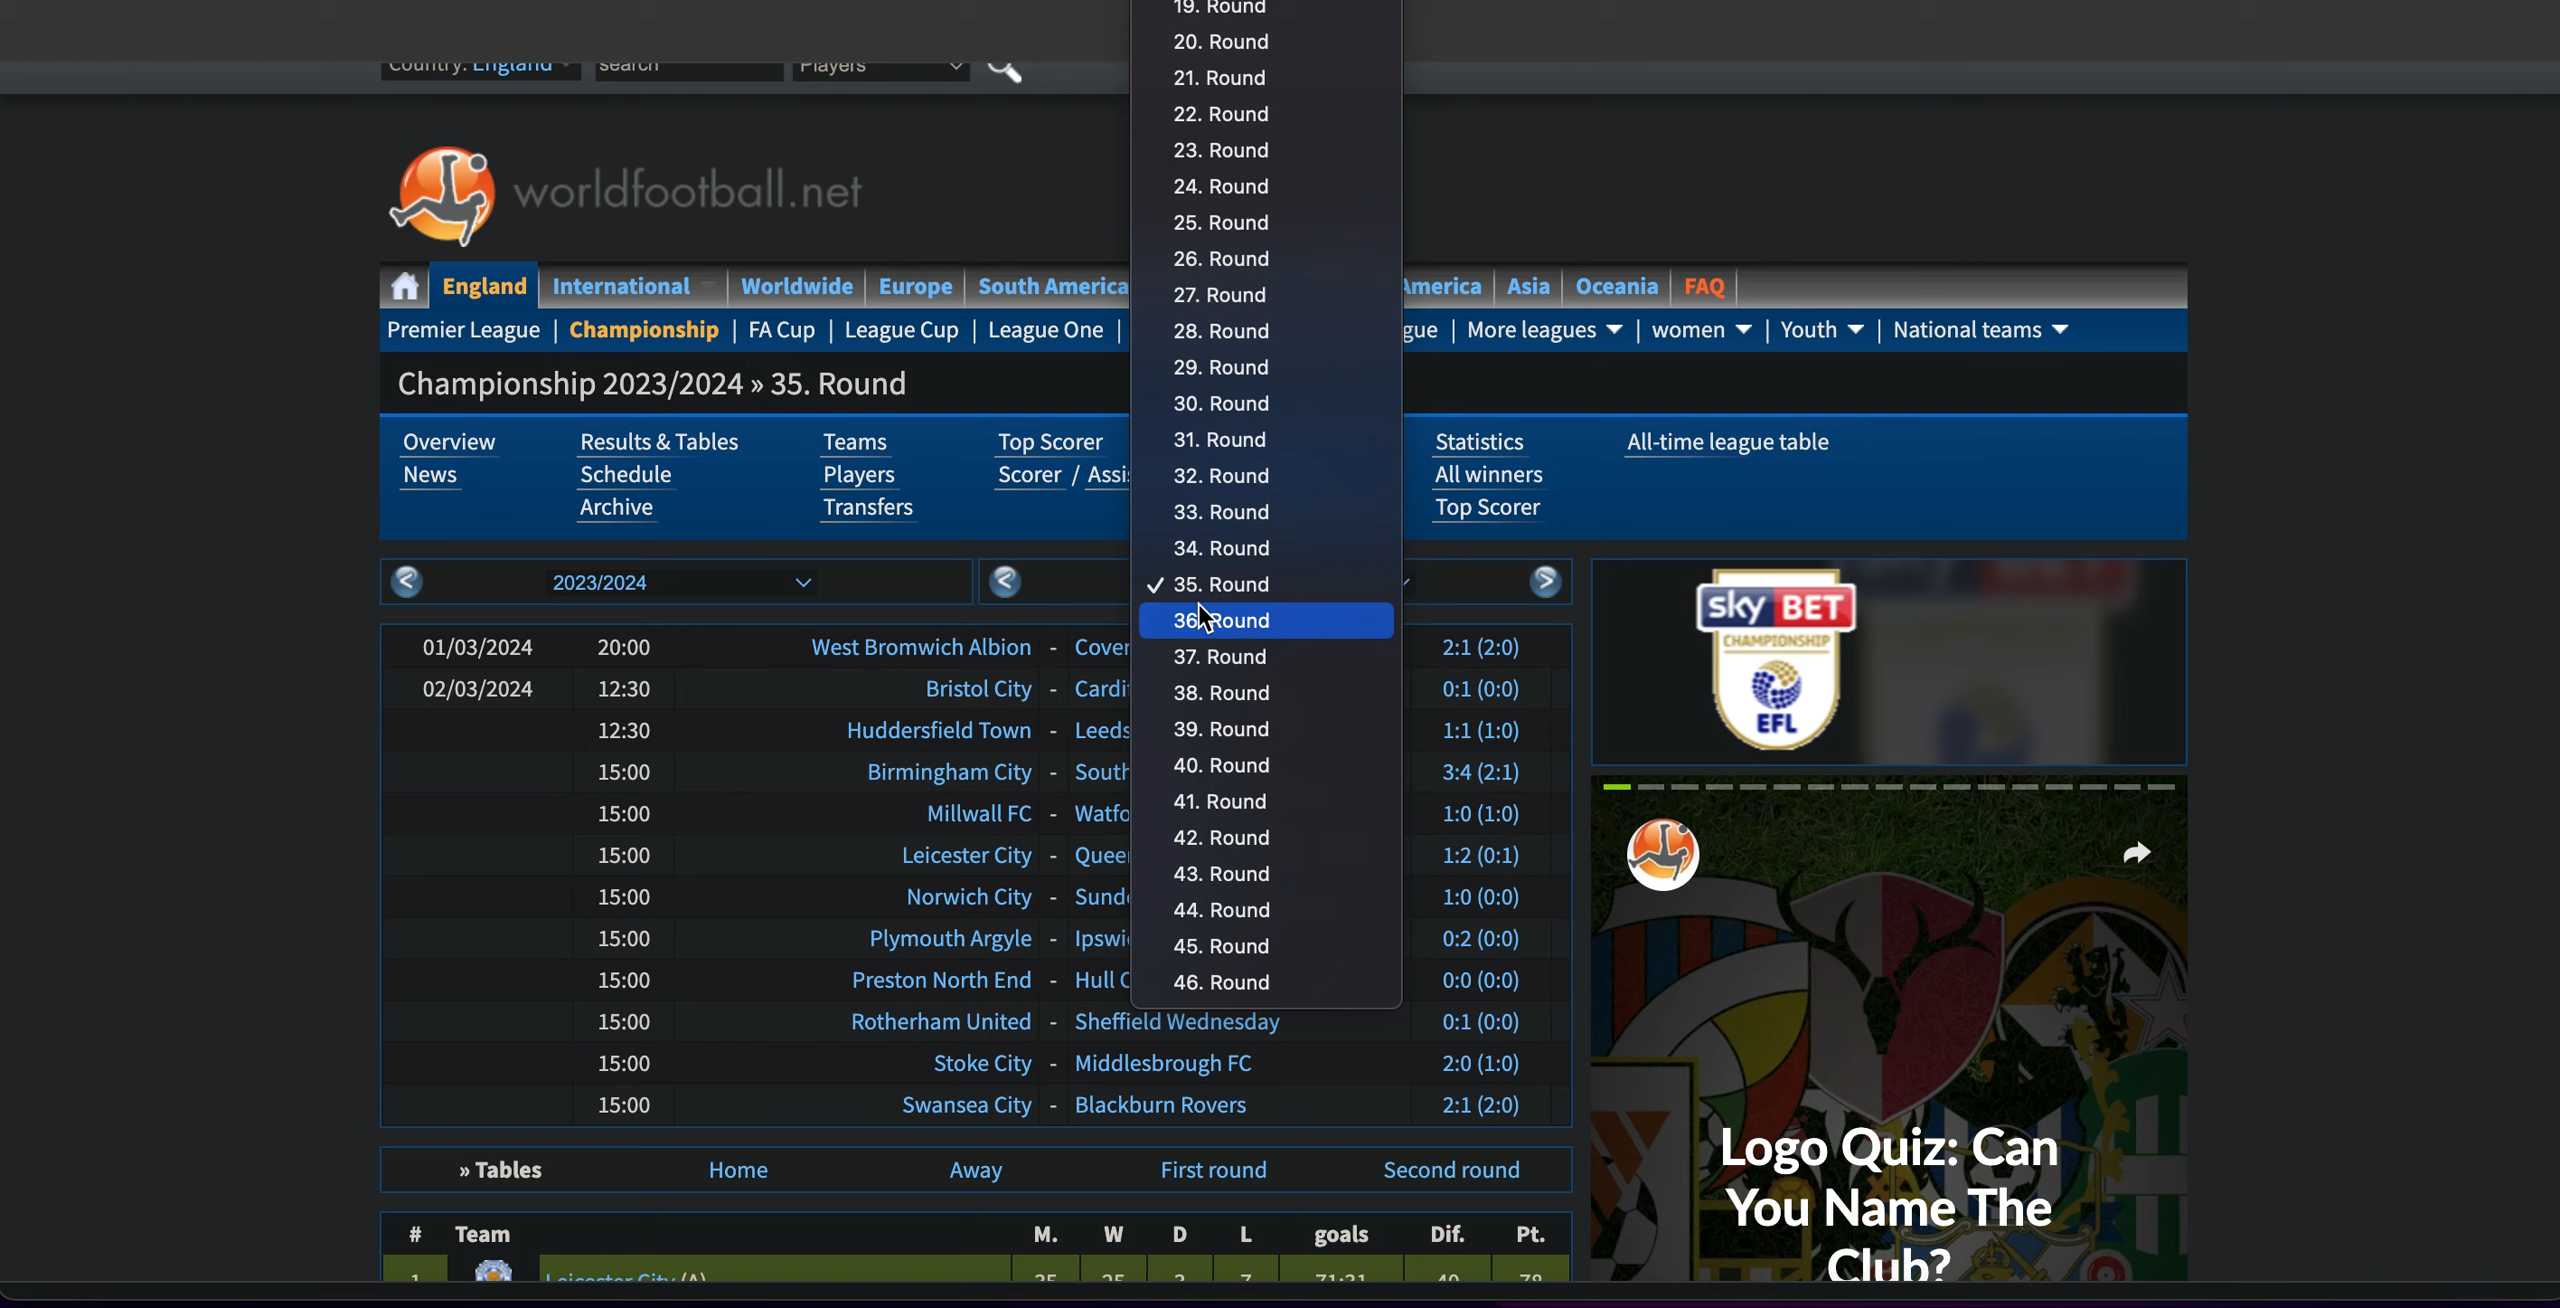 19. Round
Country: England search Players
20. Round
21. Round
22. Round
23. Round
24. Round
25. Round
26. Round
27. Round
28. Round
29. Round
30. Round
31. Round
32. Round
33. Round
34. Round
✓ 35. Round
36. Round
37. Round
38. Round
39. Round
40. Round
41. Round
42. Round
43. Round
44. Round
45. Round
46. Round
worldfootball.net
England International Worldwide Europe South America America Asia Oceania FAQ
Premier League | Championship | FA Cup | League Cup | League One | gue | More leagues | women | Youth | National teams
Championship 2023/2024 » 35. Round
Overview Results & Tables Teams Top Scorer Statistics All-time league table
News Schedule Players Scorer / Assi All winners
Archive Transfers Top Scorer
2023/2024
01/03/2024 20:00 West Bromwich Albion - Cover 2:1 (2:0)
02/03/2024 12:30 Bristol City - Cardi 0:1 (0:0)
12:30 Huddersfield Town - Leeds 1:1 (1:0)
15:00 Birmingham City - South 3:4 (2:1)
15:00 Millwall FC - Watfo 1:0 (1:0)
15:00 Leicester City - Queer 1:2 (0:1)
15:00 Norwich City - Sunde 1:0 (0:0)
15:00 Plymouth Argyle - Ipswi 0:2 (0:0)
15:00 Preston North End - Hull C 0:0 (0:0)
15:00 Rotherham United - Sheffield Wednesday 0:1 (0:0)
15:00 Stoke City - Middlesbrough FC 2:0 (1:0)
15:00 Swansea City - Blackburn Rovers 2:1 (2:0)
» Tables Home Away First round Second round
# Team M. W D L goals Dif. Pt.
1 Leicester City (A) 35 25 3 7 71:31 40 78
sky BET
CHAMPIONSHIP
EFL
Logo Quiz: Can
You Name The
Club?